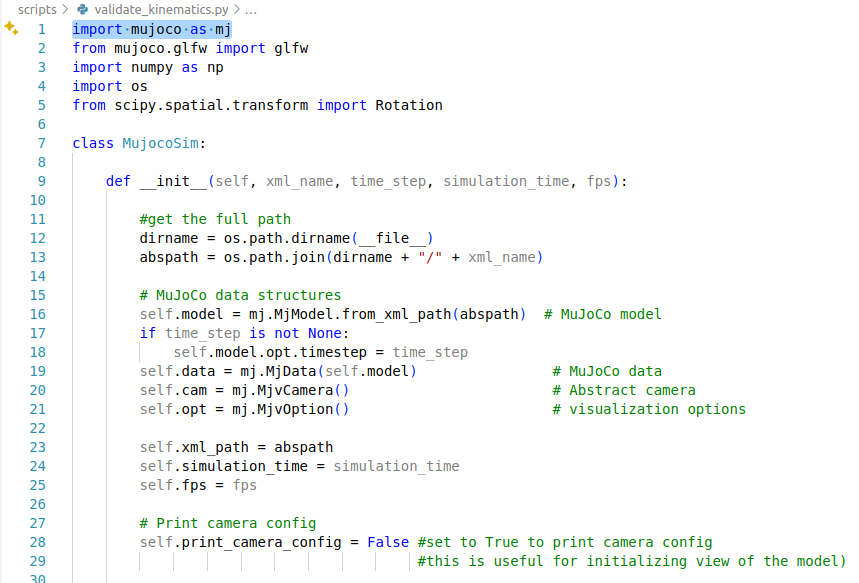 scripts > validate_kinematics.py > ...
1 import mujoco as mj
2 from mujoco.glfw import glfw
3 import numpy as np
4 import os
5 from scipy.spatial.transform import Rotation
6
7 class MujocoSim:
8
9 def __init__(self, xml_name, time_step, simulation_time, fps):
10
11 #get the full path
12 dirname = os.path.dirname(__file__)
13 abspath = os.path.join(dirname + "/" + xml_name)
14
15 # MuJoCo data structures
16 self.model = mj.MjModel.from_xml_path(abspath) # MuJoCo model
17 if time_step is not None:
18 self.model.opt.timestep = time_step
19 self.data = mj.MjData(self.model) # MuJoCo data
20 self.cam = mj.MjvCamera() # Abstract camera
21 self.opt = mj.MjvOption() # visualization options
22
23 self.xml_path = abspath
24 self.simulation_time = simulation_time
25 self.fps = fps
26
27 # Print camera config
28 self.print_camera_config = False #set to True to print camera config
29 #this is useful for initializing view of the model)
30